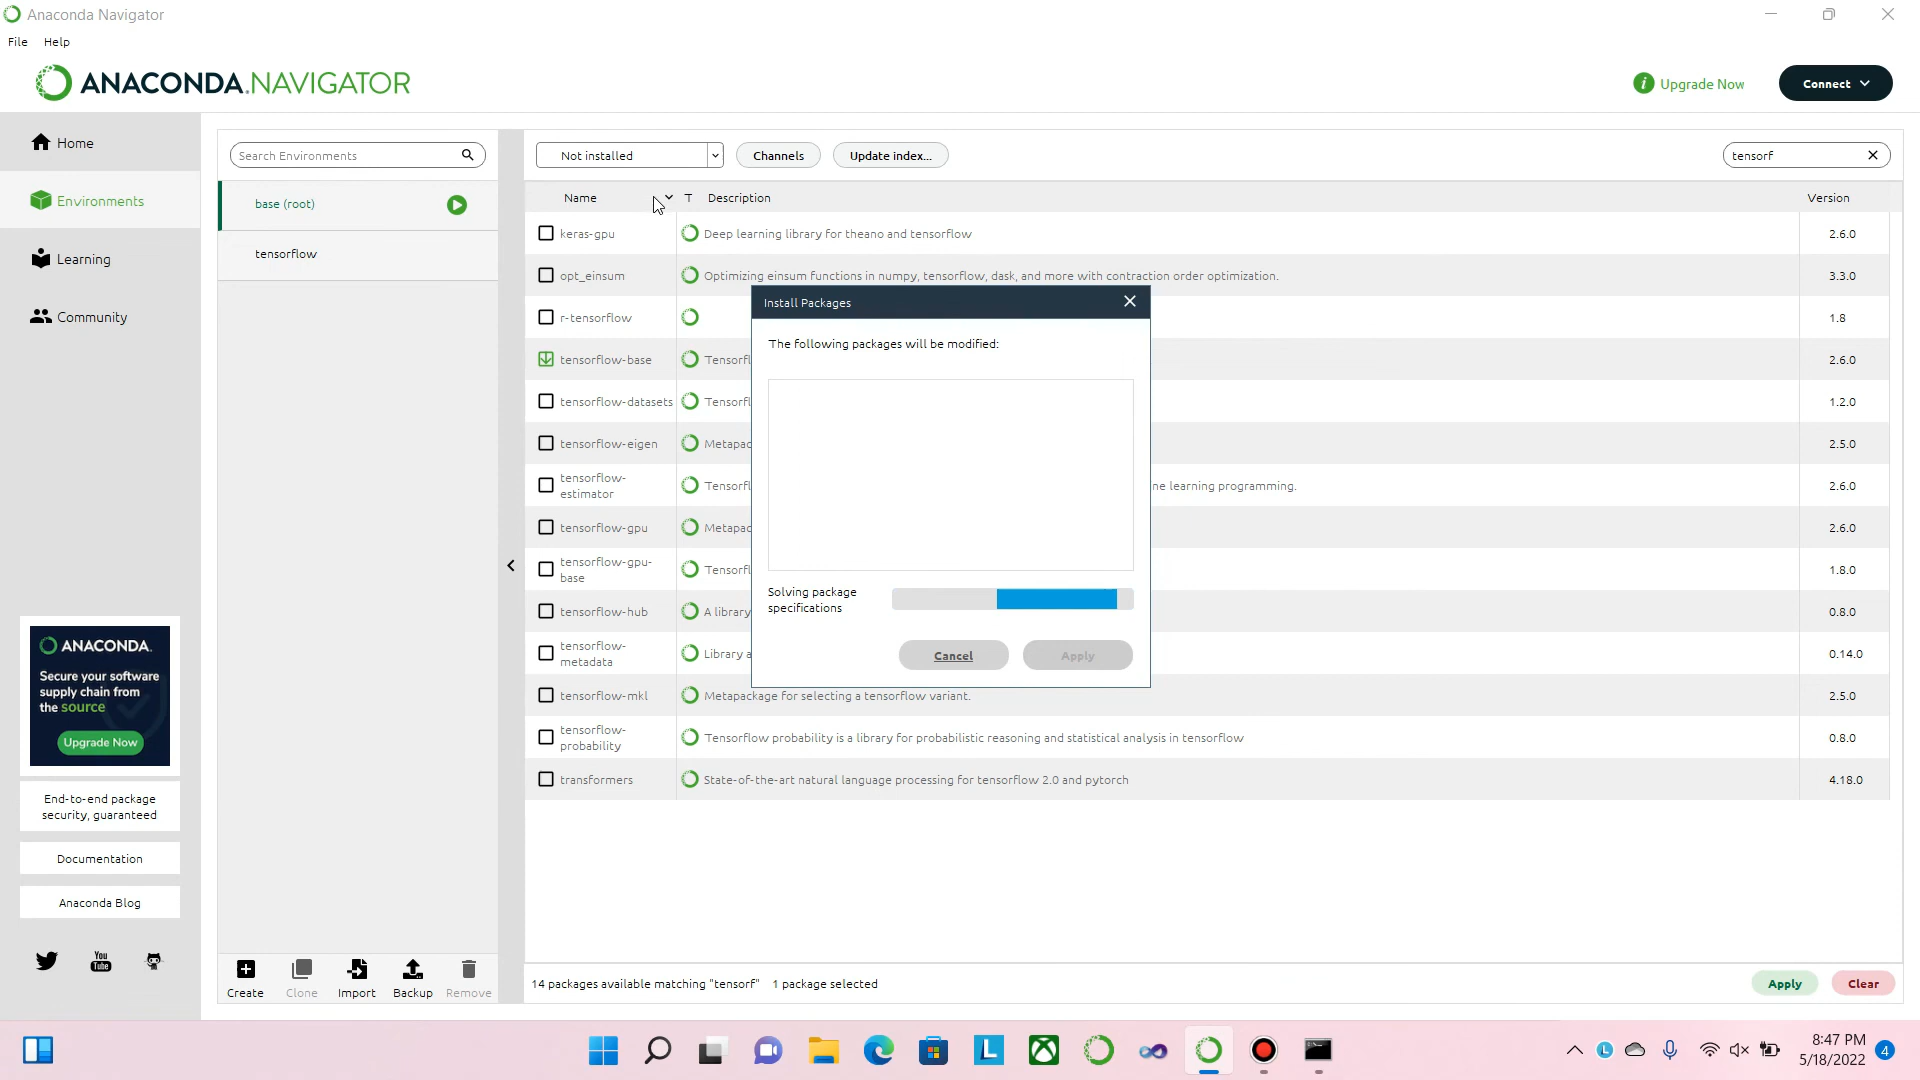 Anaconda Navigator
File Help
ANACONDA.NAVIGATOR
i Upgrade Now
Connect
Home
Environments
Learning
Community
Search Environments
base (root)
tensorflow
Not installed
Channels
Update index...
tensorf
Name T Description Version
keras-gpu Deep learning library for theano and tensorflow 2.6.0
opt_einsum Optimizing einsum functions in numpy, tensorflow, dask, and more with contraction order optimization. 3.3.0
r-tensorflow 1.8
tensorflow-base Tensorfl 2.6.0
tensorflow-datasets Tensorfl 1.2.0
tensorflow-eigen Metapac 2.5.0
tensorflow-
estimator Tensorfl ne learning programming. 2.6.0
tensorflow-gpu Metapac 2.6.0
tensorflow-gpu-
base Tensorfl 1.8.0
tensorflow-hub A library 0.8.0
tensorflow-
metadata Library a 0.14.0
tensorflow-mkl Metapackage for selecting a tensorflow variant. 2.5.0
tensorflow-
probability Tensorflow probability is a library for probabilistic reasoning and statistical analysis in tensorflow 0.8.0
transformers State-of-the-art natural language processing for tensorflow 2.0 and pytorch 4.18.0
Install Packages
The following packages will be modified:
Solving package
specifications
Cancel
Apply
ANACONDA.
Secure your software
supply chain from
the source
Upgrade Now
End-to-end package
security, guaranteed
Documentation
Anaconda Blog
You
Tube
Create Clone Import Backup Remove
14 packages available matching "tensorf" 1 package selected
Apply
Clear
L
L
8:47 PM
5/18/2022
4